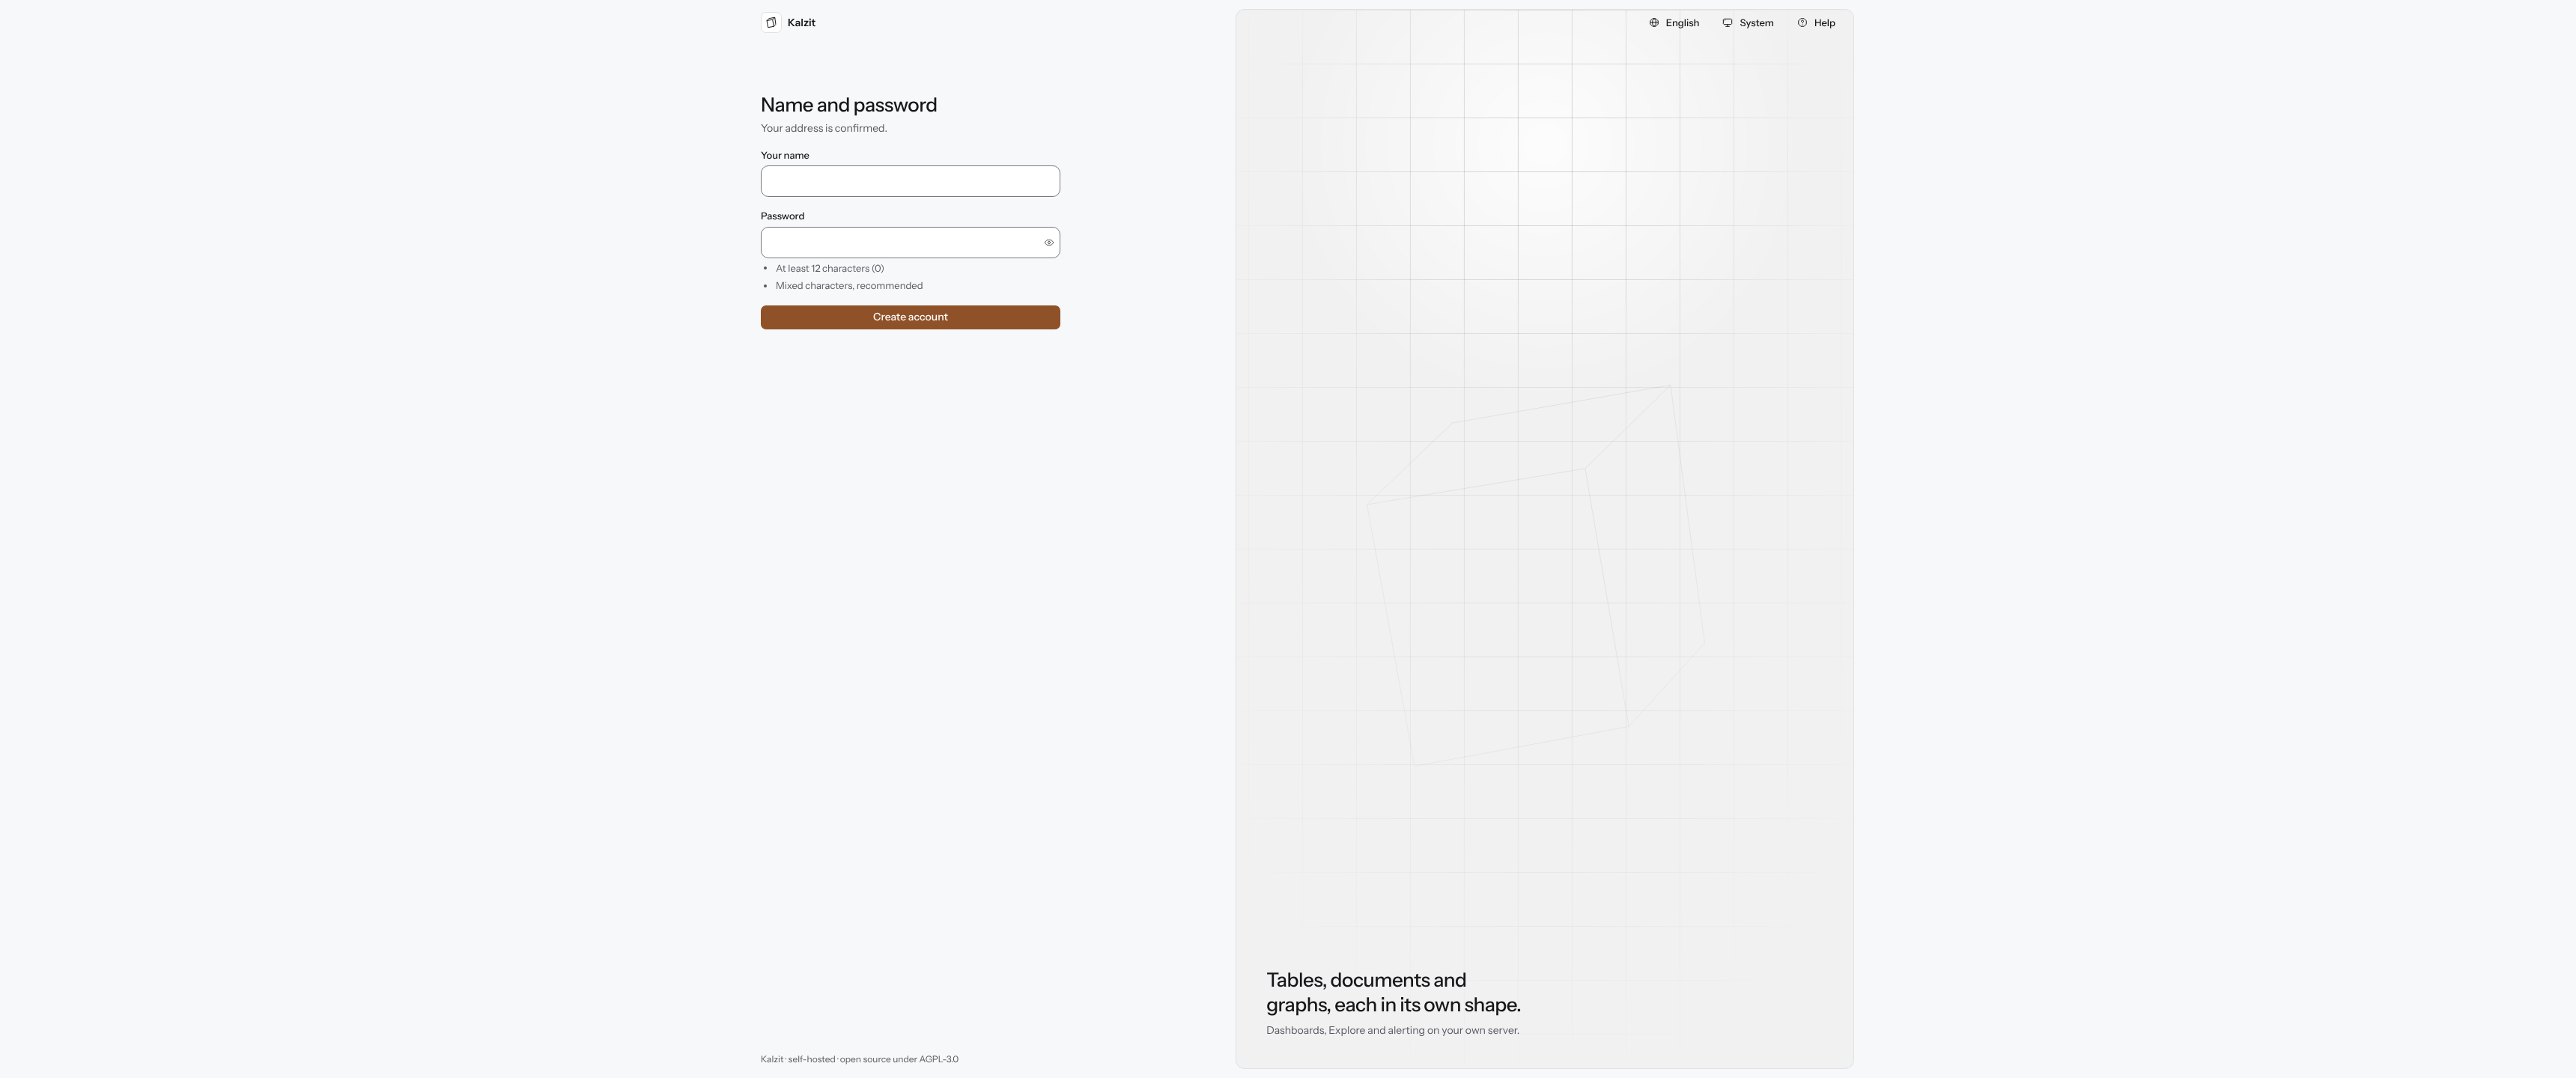 Kalzit
English
System
Help
Name and password
Your address is confirmed.
Your name
Password
At least 12 characters (0)
Mixed characters, recommended
Create account
Tables, documents and
graphs, each in its own shape.
Dashboards, Explore and alerting on your own server.
Kalzit · self-hosted · open source under AGPL-3.0